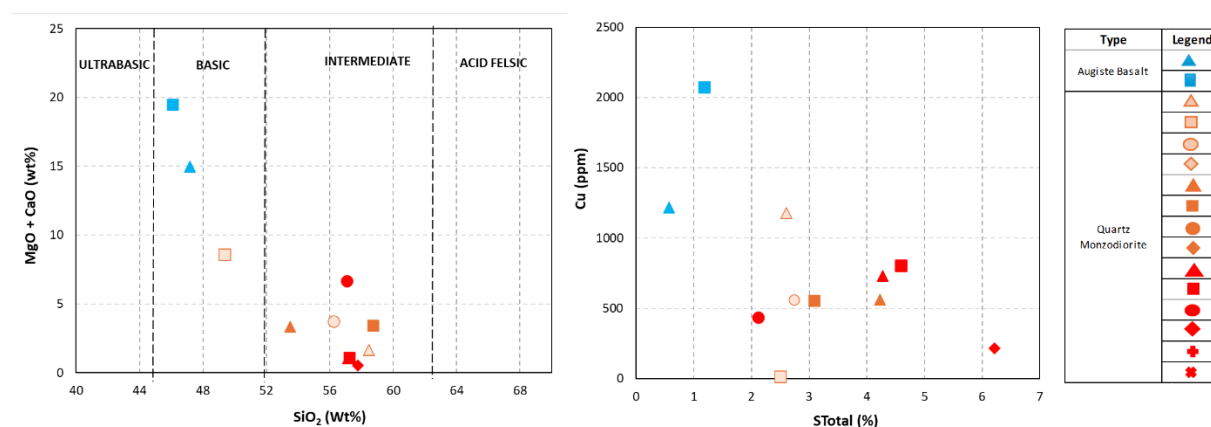 25
ULTRABASIC BASIC INTERMEDIATE ACID FELSIC
20
15
10
5
0
MgO + CaO (wt%)
40 44 48 52 56 60 64 68
SiO₂ (Wt%)
2500
2000
1500
1000
500
0
Cu (ppm)
0 1 2 3 4 5 6 7
STotal (%)
Type Legend
Augiste Basalt
Quartz
Monzodiorite